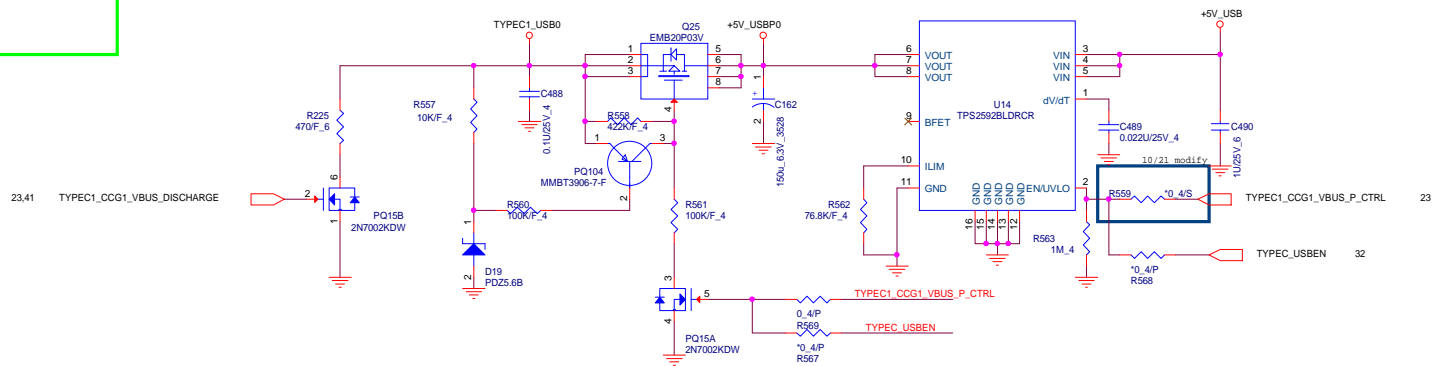 TYPEC1_USB0
Q25
EMB20P03V
+5V_USBP0
+5V_USB
1
2
3
5
6
7
8
4
6
7
8
VOUT
VOUT
VOUT
VIN
VIN
VIN
3
4
5
dV/dT
1
U14
TPS2592BLDRCR
9
BFET
10
ILIM
11
GND
EN/UVLO
2
GND
GND
GND
GND
GND
16
15
14
13
12
R225
470/F_6
R557
10K/F_4
C488
0.1U/25V_4
R558
422K/F_4
1
3
2
PQ104
MMBT3906-7-F
1
+
2
C162
150u_6.3V_3528
C489
0.022U/25V_4
C490
1U/25V_6
10/21 modify
R559
*0_4/S
TYPEC1_CCG1_VBUS_P_CTRL
23
23,41
TYPEC1_CCG1_VBUS_DISCHARGE
2
6
1
PQ15B
2N7002KDW
R560
100K/F_4
R561
100K/F_4
R562
76.8K/F_4
R563
1M_4
TYPEC_USBEN
32
*0_4/P
R568
1
2
D19
PDZ5.6B
3
5
4
PQ15A
2N7002KDW
TYPEC1_CCG1_VBUS_P_CTRL
0_4/P
R569
TYPEC_USBEN
*0_4/P
R567